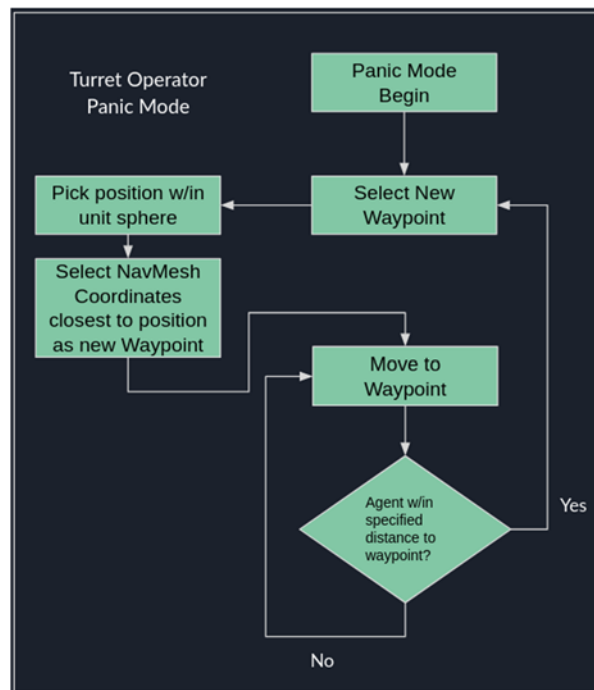 Turret Operator
Panic Mode
Panic Mode
Begin
Select New
Waypoint
Pick position w/in
unit sphere
Select NavMesh
Coordinates
closest to position
as new Waypoint
Move to
Waypoint
Agent w/in
specified
distance to
waypoint?
Yes
No